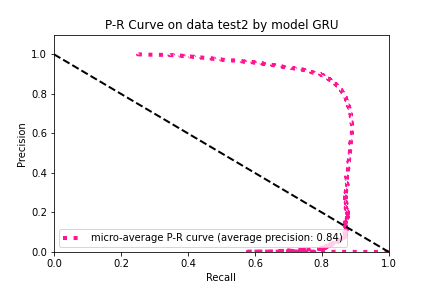 P-R Curve on data test2 by model GRU
Precision
1.0
0.8
0.6
0.4
0.2
0.0
micro-average P-R curve (average precision: 0.84)
0.0 0.2 0.4 0.6 0.8 1.0
Recall